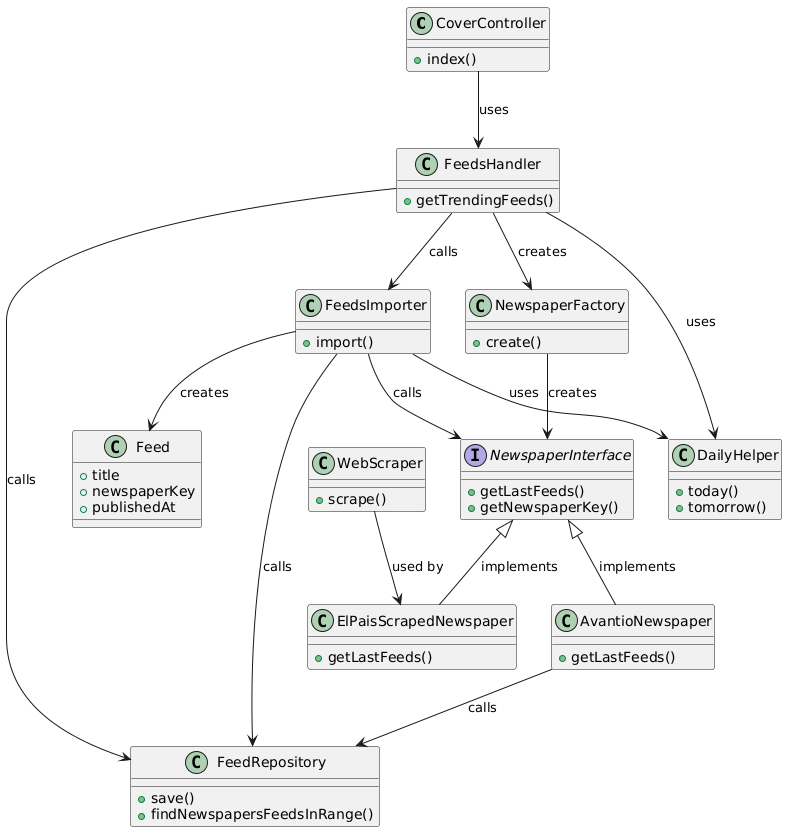 C CoverController
index()
uses
C FeedsHandler
getTrendingFeeds()
calls
creates
uses
C FeedsImporter
import()
C NewspaperFactory
create()
creates
calls
uses
creates
C Feed
title
newspaperKey
publishedAt
C WebScraper
scrape()
I NewspaperInterface
getLastFeeds()
getNewspaperKey()
C DailyHelper
today()
tomorrow()
calls
calls
used by
implements
implements
C ElPaisScrapedNewspaper
getLastFeeds()
C AvantioNewspaper
getLastFeeds()
calls
C FeedRepository
save()
findNewspapersFeedsInRange()